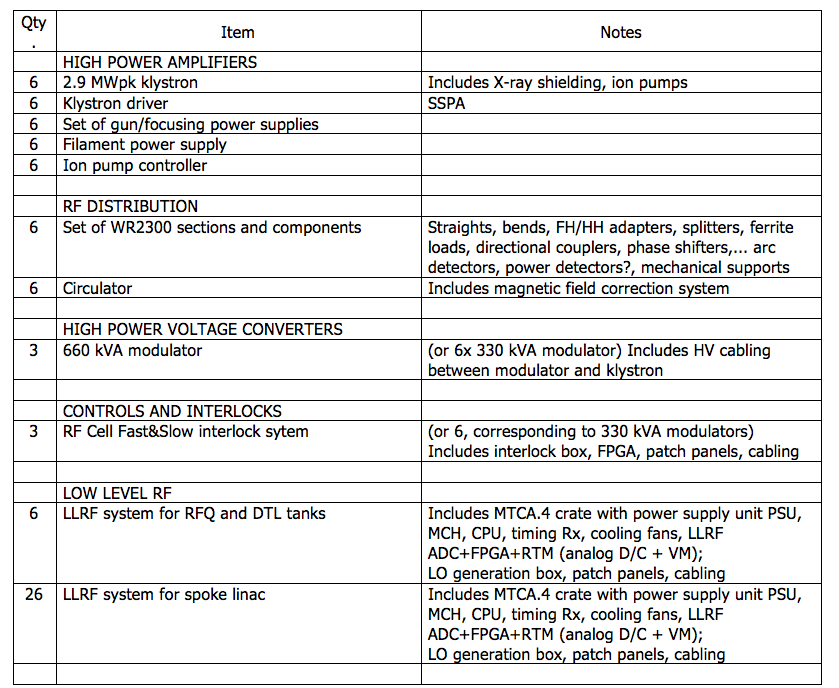 Qty
.
Item
Notes
HIGH POWER AMPLIFIERS
6 2.9 MWpk klystron Includes X-ray shielding, ion pumps
6 Klystron driver SSPA
6 Set of gun/focusing power supplies
6 Filament power supply
6 Ion pump controller
RF DISTRIBUTION
6 Set of WR2300 sections and components Straights, bends, FH/HH adapters, splitters, ferrite
loads, directional couplers, phase shifters,... arc
detectors, power detectors?, mechanical supports
6 Circulator Includes magnetic field correction system
HIGH POWER VOLTAGE CONVERTERS
3 660 kVA modulator (or 6x 330 kVA modulator) Includes HV cabling
between modulator and klystron
CONTROLS AND INTERLOCKS
3 RF Cell Fast&Slow interlock sytem (or 6, corresponding to 330 kVA modulators)
Includes interlock box, FPGA, patch panels, cabling
LOW LEVEL RF
6 LLRF system for RFQ and DTL tanks Includes MTCA.4 crate with power supply unit PSU,
MCH, CPU, timing Rx, cooling fans, LLRF
ADC+FPGA+RTM (analog D/C + VM);
LO generation box, patch panels, cabling
26 LLRF system for spoke linac Includes MTCA.4 crate with power supply unit PSU,
MCH, CPU, timing Rx, cooling fans, LLRF
ADC+FPGA+RTM (analog D/C + VM);
LO generation box, patch panels, cabling